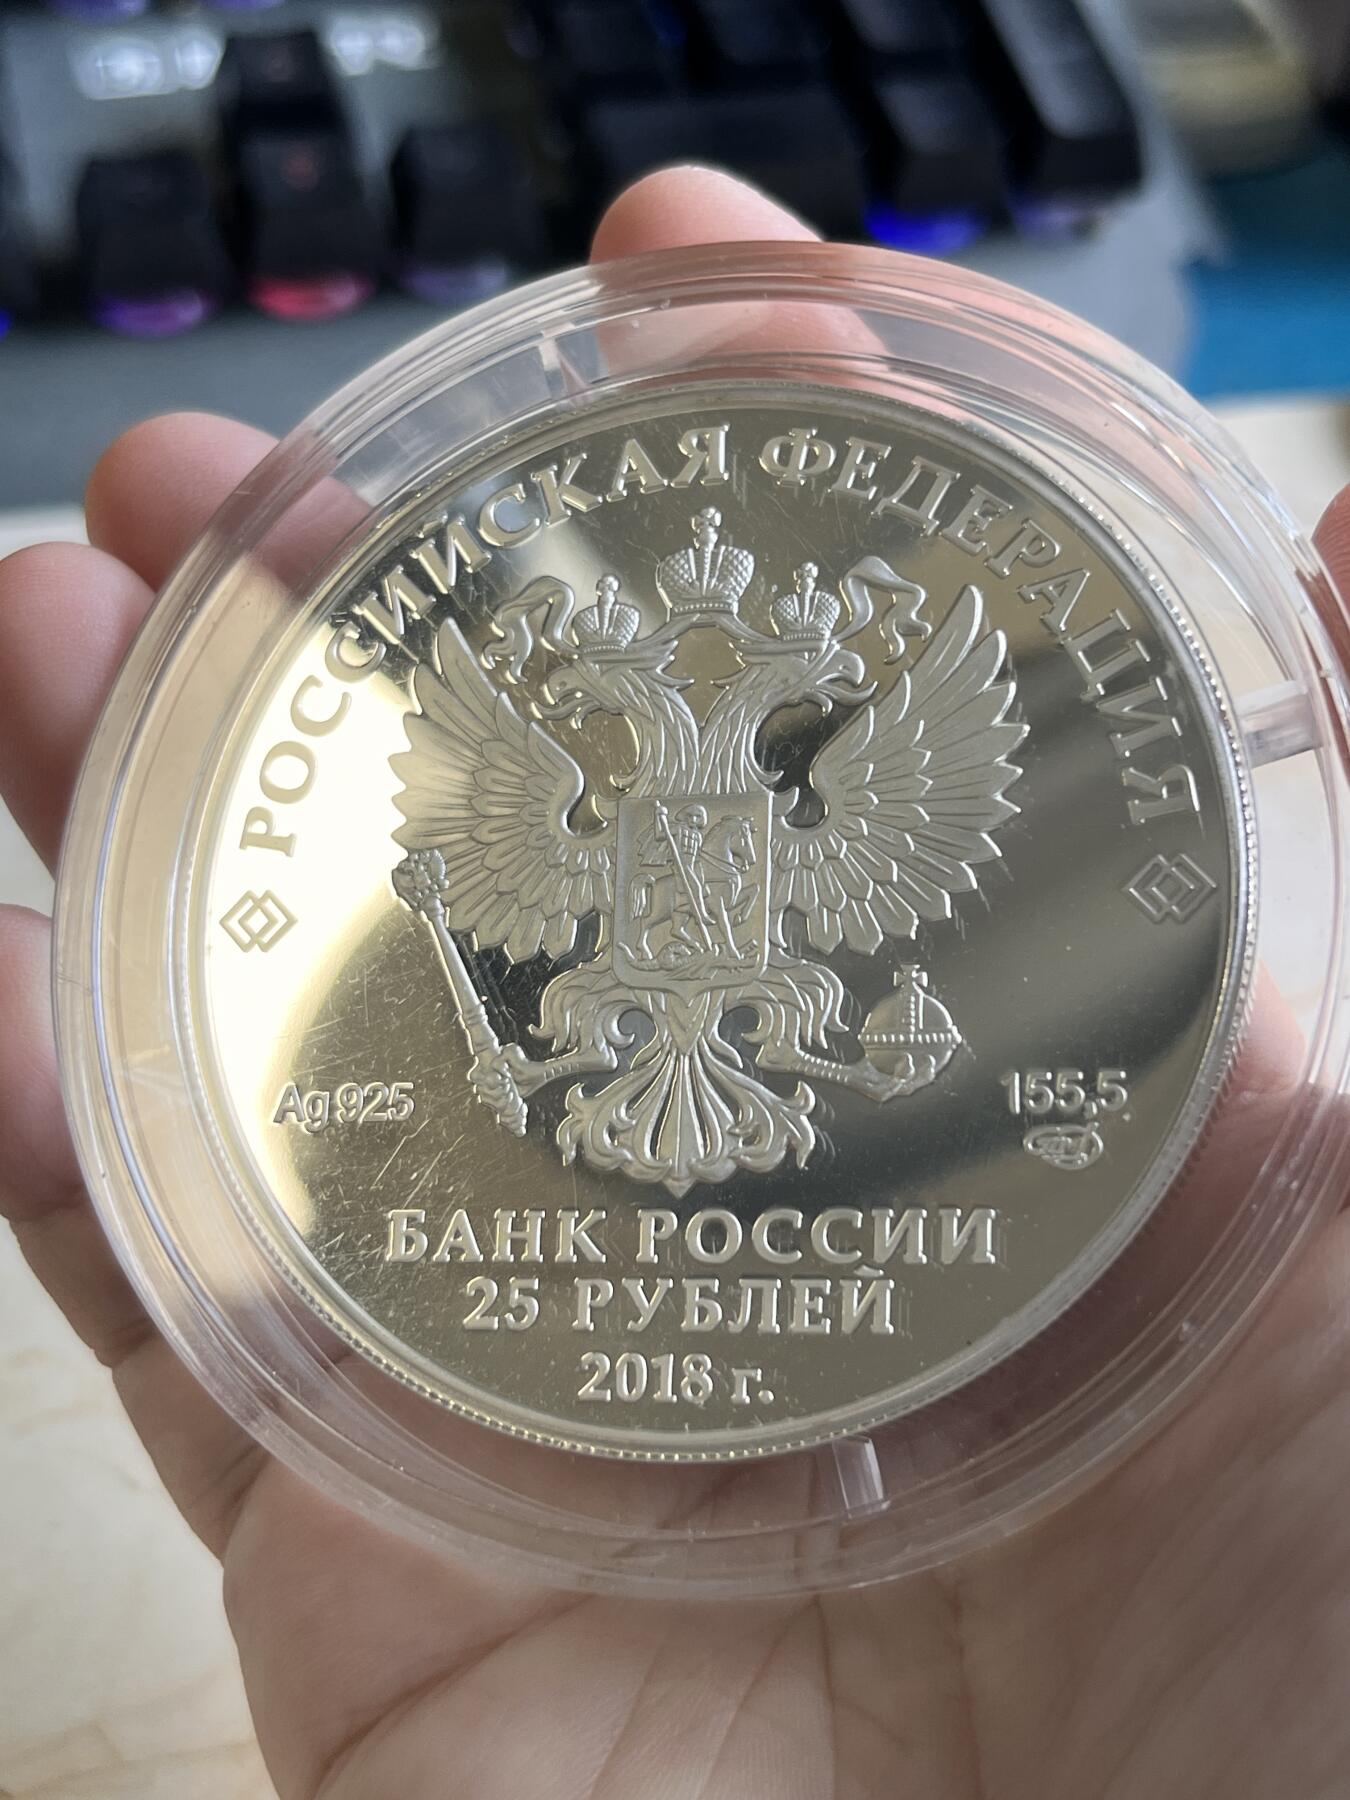 РОССИЙСКАЯ ФЕДЕРАЦИЯ
Ag 925
155,5
БАНК РОССИИ
25 РУБЛЕЙ
2018 г.